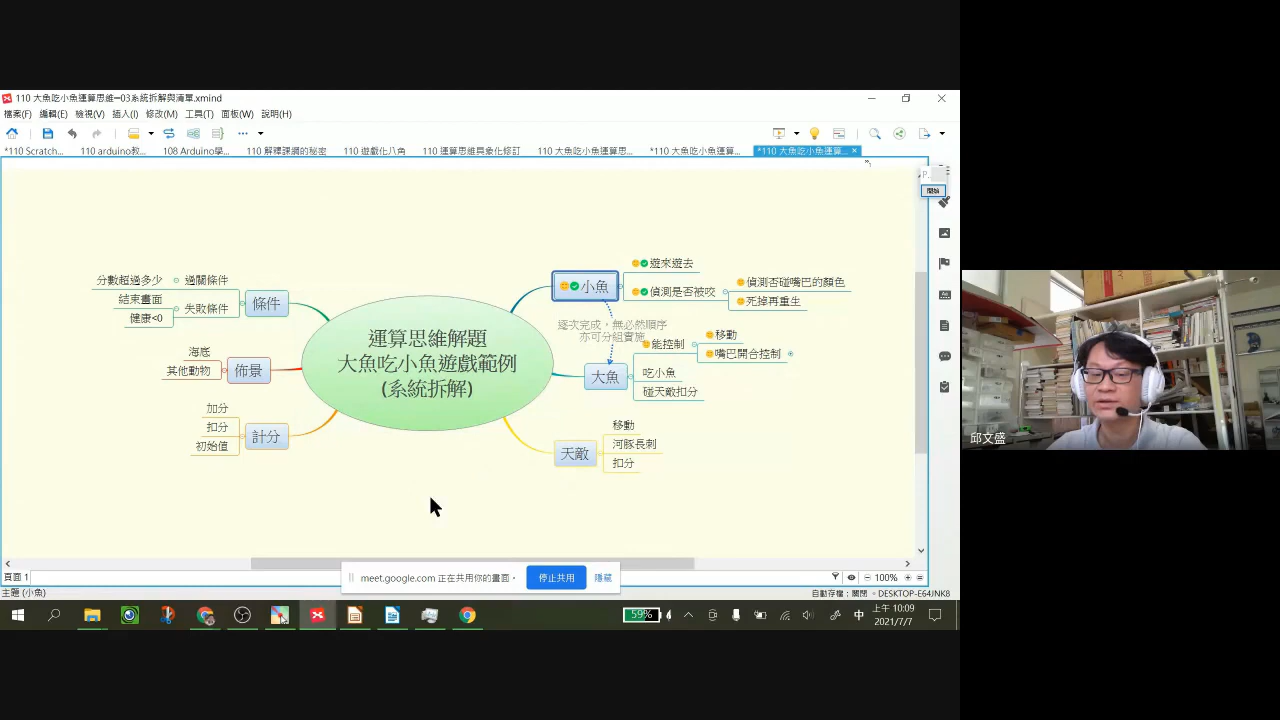 110 大魚吃小魚運算思維─03系統拆解與清單.xmind
檔案(F) 編輯(E) 檢視(V) 插入(I) 修改(M) 工具(T) 面板(W) 說明(H)
*110 Scratch... 110 arduino救... 108 Arduino學... 110 解釋課綱的秘密 110 遊戲化八角 110 運算思維具象化修訂 110 大魚吃小魚運算思... *110 大魚吃小魚運算... *110 大魚吃小魚運算...
P.
開始
分數超過多少
過關條件
結束畫面
健康<0
失敗條件
條件
海底
其他動物
佈景
加分
扣分
初始值
計分
運算思維解題
大魚吃小魚遊戲範例
(系統拆解)
小魚
遊來遊去
偵測是否被咬
偵測否碰嘴巴的顏色
死掉再重生
逐次完成，無必然順序
亦可分組實施
大魚
能控制
移動
嘴巴開合控制
吃小魚
碰天敵扣分
天敵
移動
河豚長刺
扣分
邱文盛
meet.google.com 正在共用你的畫面。 停止共用 隱藏
頁面 1
100%
主題 (小魚)
自動存檔：關閉 DESKTOP-E64JNK8
59%
中
上午 10:09
2021/7/7